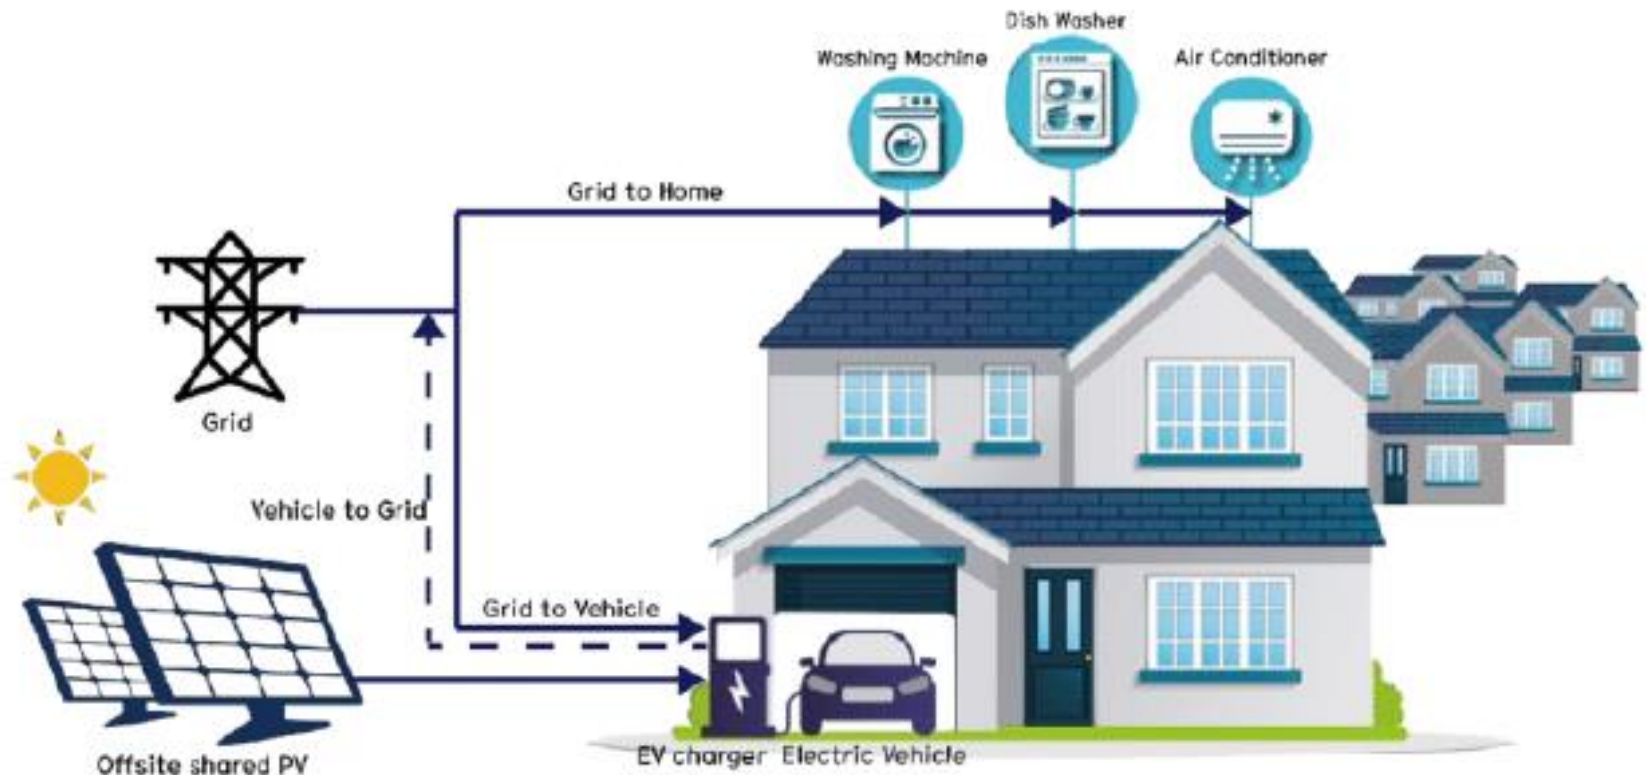 Dish Washer
Washing Machine
Air Conditioner
Grid to Home
Grid
Vehicle to Grid
Grid to Vehicle
EV charger Electric Vehicle
Offsite shared PV